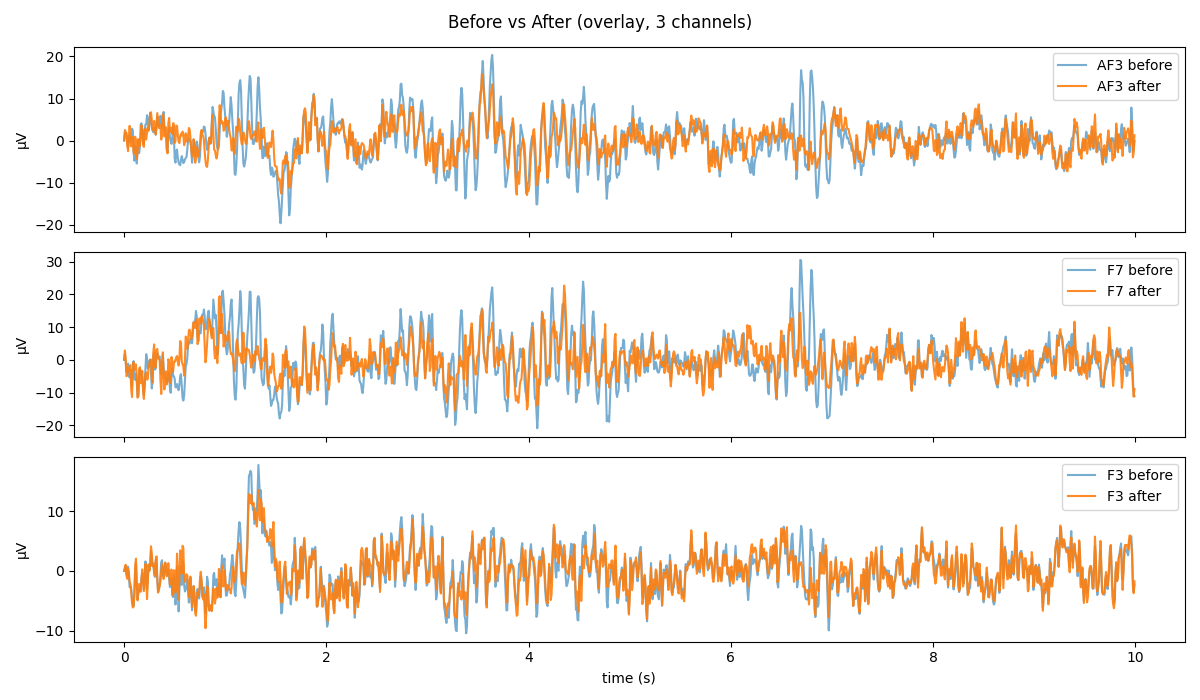 Before vs After (overlay, 3 channels)
20
10
0
−10
−20
µV
AF3 before
AF3 after
30
20
10
0
−10
−20
µV
F7 before
F7 after
10
0
−10
µV
F3 before
F3 after
0 2 4 6 8 10
time (s)